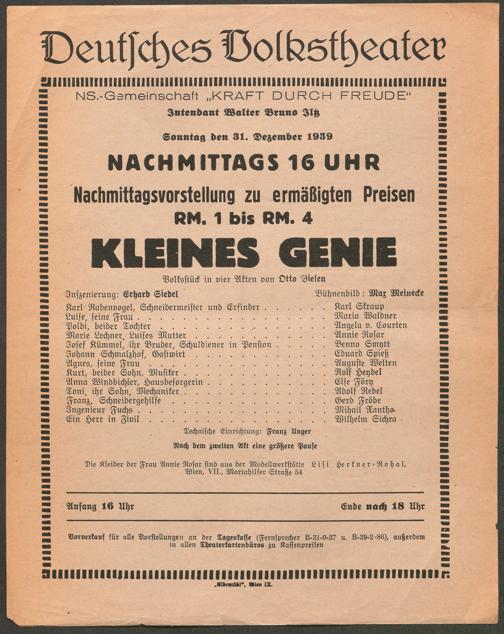 Deutsches Volkstheater
NS.-Gemeinschaft „KRAFT DURCH FREUDE“
Intendant Walter Bruno Iltz
Sonntag den 31. Dezember 1939
NACHMITTAGS 16 UHR
Nachmittagsvorstellung zu ermäßigten Preisen
RM. 1 bis RM. 4
KLEINES GENIE
Volksstück in vier Akten von Otto Bielen
Inszenierung: Erhard Siedel Bühnenbild: Max Meinecke
Karl Rabenvogel, Schneidermeister und Erfinder . . . Karl Skraup
Luise, seine Frau . . . Maria Waldner
Poldi, beider Tochter . . . Angela v. Courten
Marie Lechner, Luises Mutter . . . Annie Rosar
Josef Kümmel, ihr Bruder, Schuldiener in Pension . . . Benno Smytt
Johann Schmalzhof, Gastwirt . . . Eduard Spieß
Agnes, seine Frau . . . Auguste Welten
Kurt, beider Sohn, Musiker . . . Rolf Heydel
Anna Windbichler, Hausbesorgerin . . . Else Föry
Toni, ihr Sohn, Mechaniker . . . Adolf Rebel
Franz, Schneidergehilfe . . . Gerd Fröbe
Ingenieur Fuchs . . . Mihail Xantho
Ein Herr in Zivil . . . Wilhelm Sichra
Technische Einrichtung: Franz Unger
Nach dem zweiten Akt eine größere Pause
Die Kleider der Frau Annie Rosar sind aus der Modellwerkstätte Lisi Herkner-Rohal,
Wien, VII., Mariahilfer Straße 54
Anfang 16 Uhr Ende nach 18 Uhr
Vorverkauf für alle Vorstellungen an der Tageskasse (Fernsprecher B-31-0-37 u. B-39-2-86), außerdem
in allen Theaterkartenbüros zu Kassenpreisen
„Elbemühl“, Wien IX.